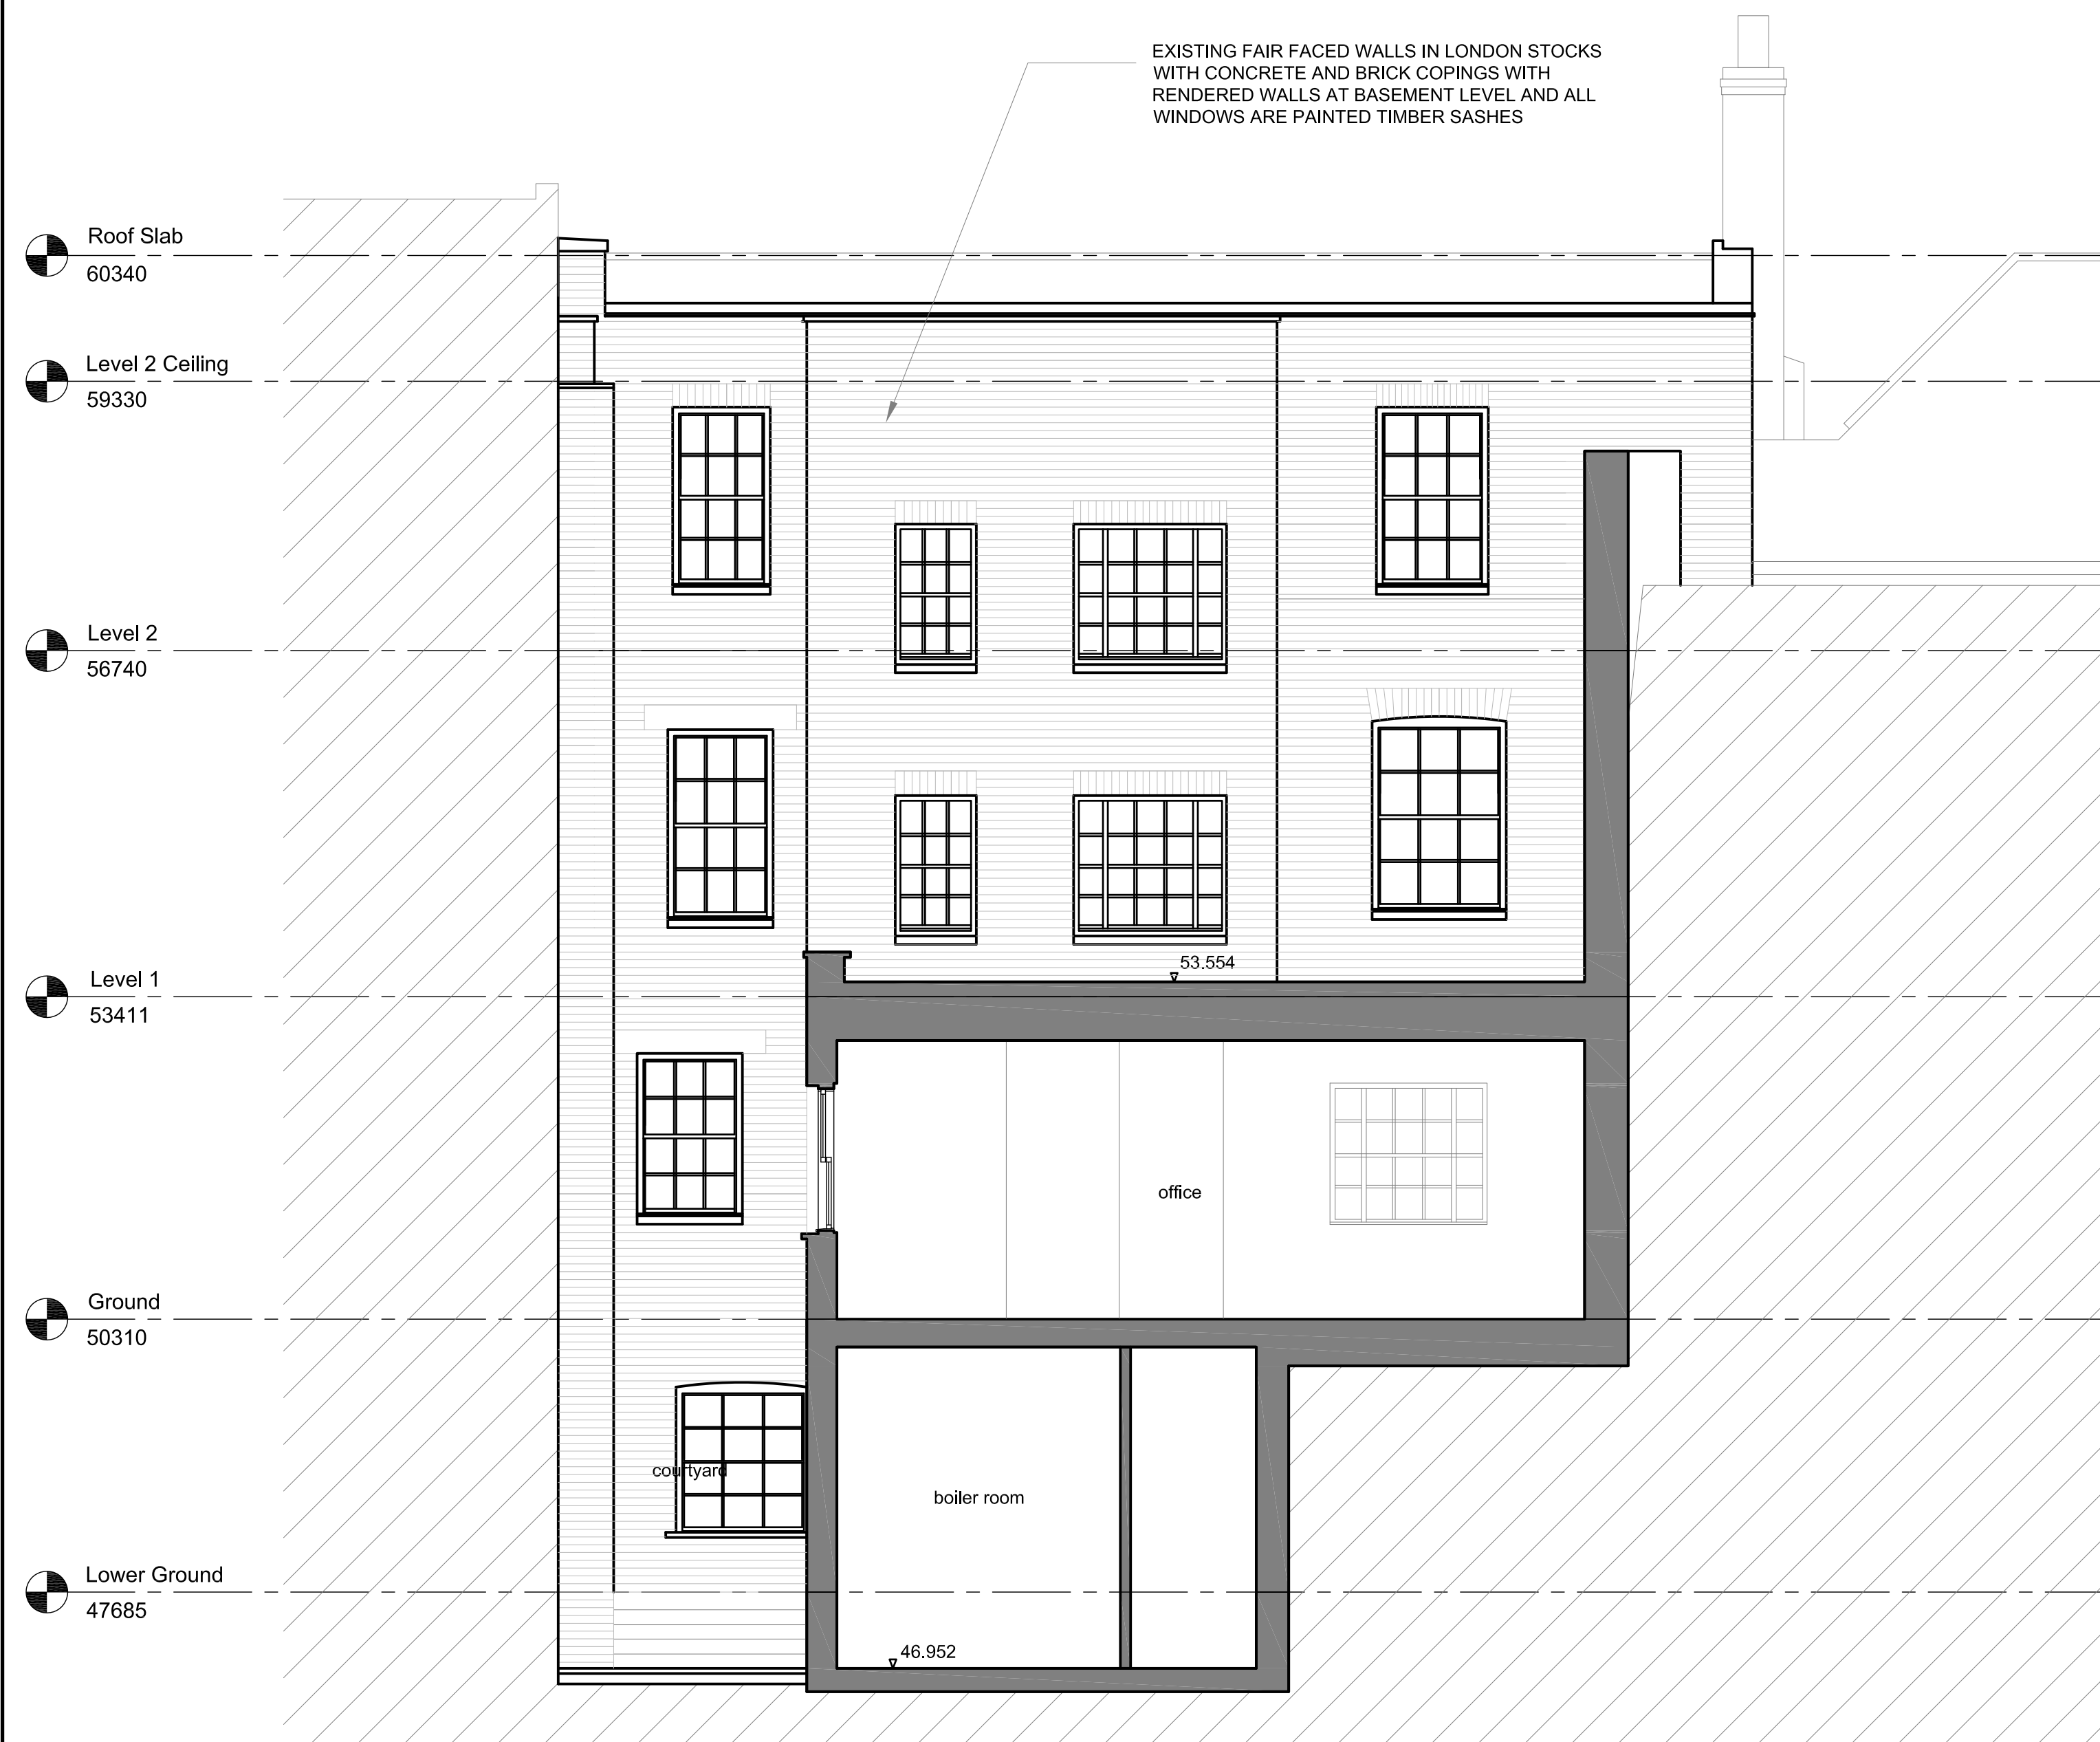 EXISTING FAIR FACED WALLS IN LONDON STOCKS
WITH CONCRETE AND BRICK COPINGS WITH
RENDERED WALLS AT BASEMENT LEVEL AND ALL
WINDOWS ARE PAINTED TIMBER SASHES
Roof Slab
60340
Level 2 Ceiling
59330
Level 2
56740
53.554
Level 1
53411
office
Ground
50310
courtyard
boiler room
Lower Ground
47685
46.952